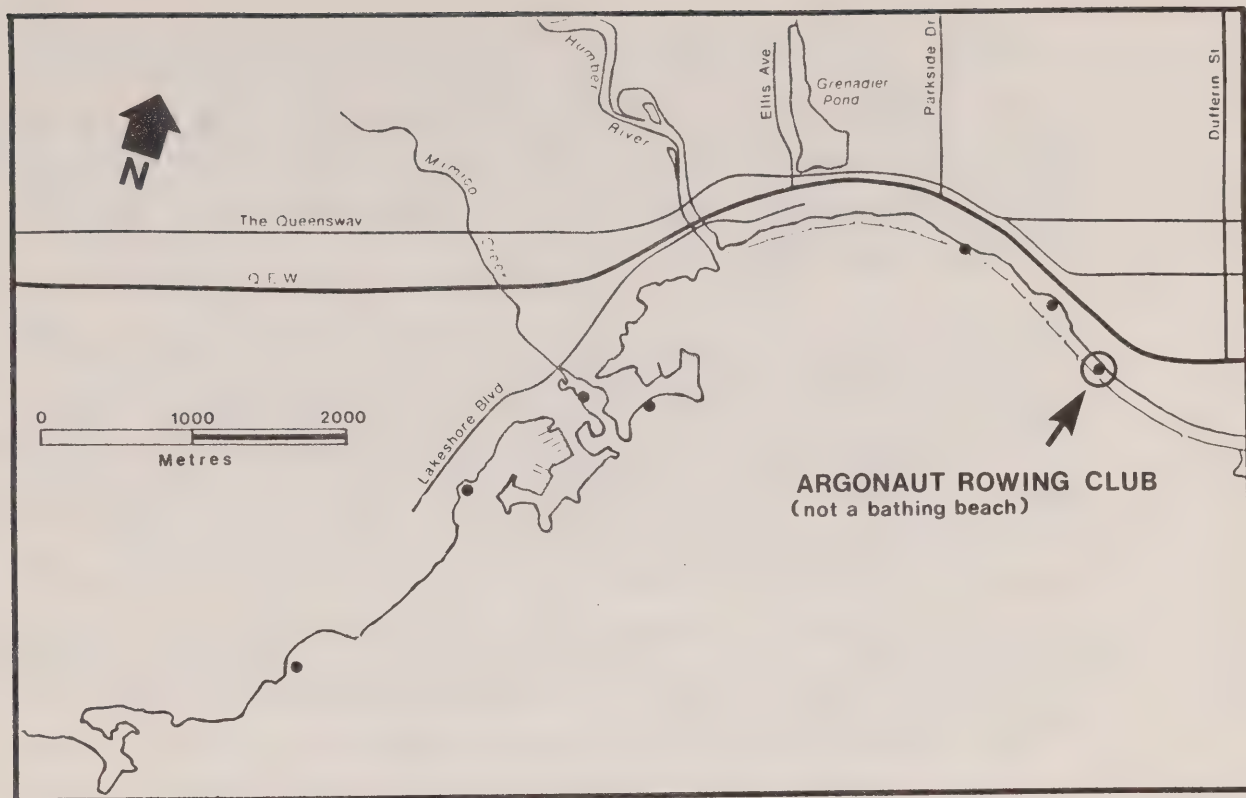 Humber
River
Ellis Ave
Grenadier
Pond
Parkside Dr
Dufferin St
N
Mimico
Creek
The Queensway
Q.E.W
0 1000 2000
Metres
Lakeshore Blvd
ARGONAUT ROWING CLUB
(not a bathing beach)